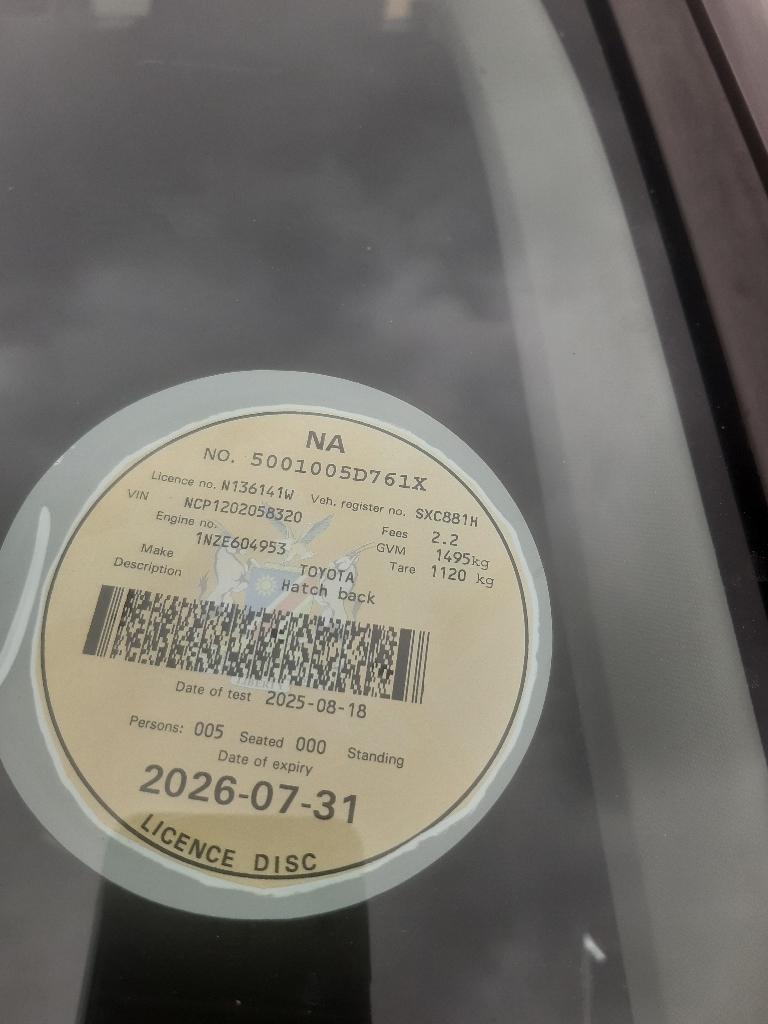 NA
NO. 5001005D761X
Licence no. N136141W Veh. register no. SXC881H
VIN NCP1202058320 Fees 2.2
Engine no. 1NZE604953 GVM 1495kg
Make TOYOTA Tare 1120 kg
Description Hatch back
LIBERTY
Date of test 2025-08-18
Persons: 005 Seated 000 Standing
Date of expiry
2026-07-31
LICENCE DISC